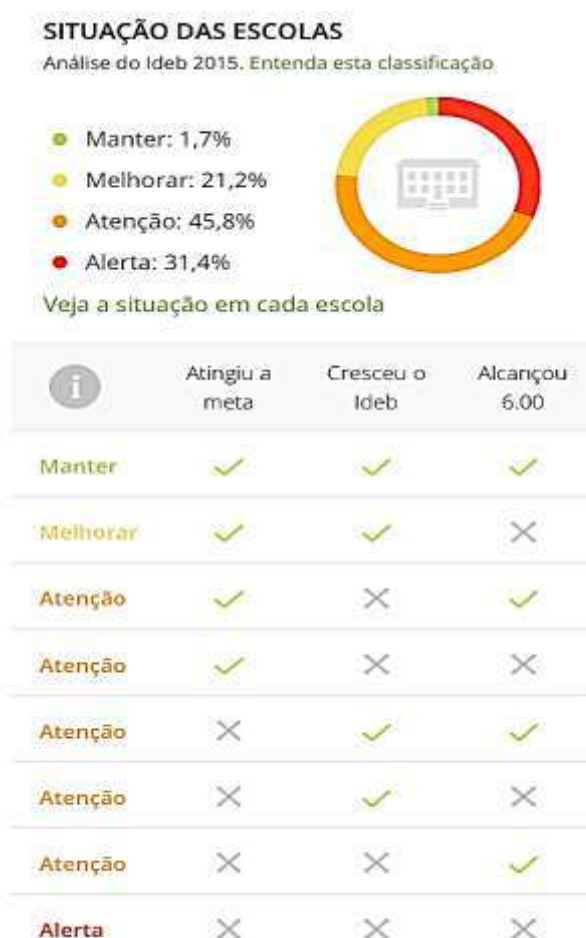 SITUAÇÃO DAS ESCOLAS
Análise do Ideb 2015. Entenda esta classificação
Manter: 1,7%
Melhorar: 21,2%
Atenção: 45,8%
Alerta: 31,4%
Veja a situação em cada escola
i Atingiu a meta Cresceu o Ideb Alcançou 6.00
Manter
Melhorar
Atenção
Atenção
Atenção
Atenção
Atenção
Alerta